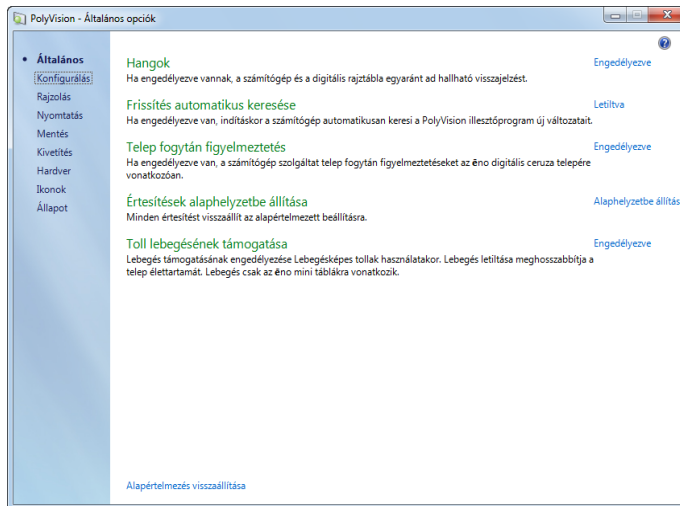 PolyVision - Általános opciók
Általános
Konfigurálás
Rajzolás
Nyomtatás
Mentés
Kivetítés
Hardver
Ikonok
Állapot
Hangok
Engedélyezve
Ha engedélyezve vannak, a számítógép és a digitális rajztábla egyaránt ad hallható visszajelzést.
Frissítés automatikus keresése
Letiltva
Ha engedélyezve van, indításkor a számítógép automatikusan keresi a PolyVision illesztőprogram új változatait.
Telep fogytán figyelmeztetés
Engedélyezve
Ha engedélyezve van, a számítógép szolgáltat telep fogytán figyelmeztetéseket az ēno digitális ceruza telepére
vonatkozóan.
Értesítések alaphelyzetbe állítása
Alaphelyzetbe állítás
Minden értesítést visszaállít az alapértelmezett beállításra.
Toll lebegésének támogatása
Engedélyezve
Lebegés támogatásának engedélyezése Lebegésképes tollak használatakor. Lebegés letiltása meghosszabbítja a
telep élettartamát. Lebegés csak az ēno mini táblákra vonatkozik.
Alapértelmezés visszaállítása